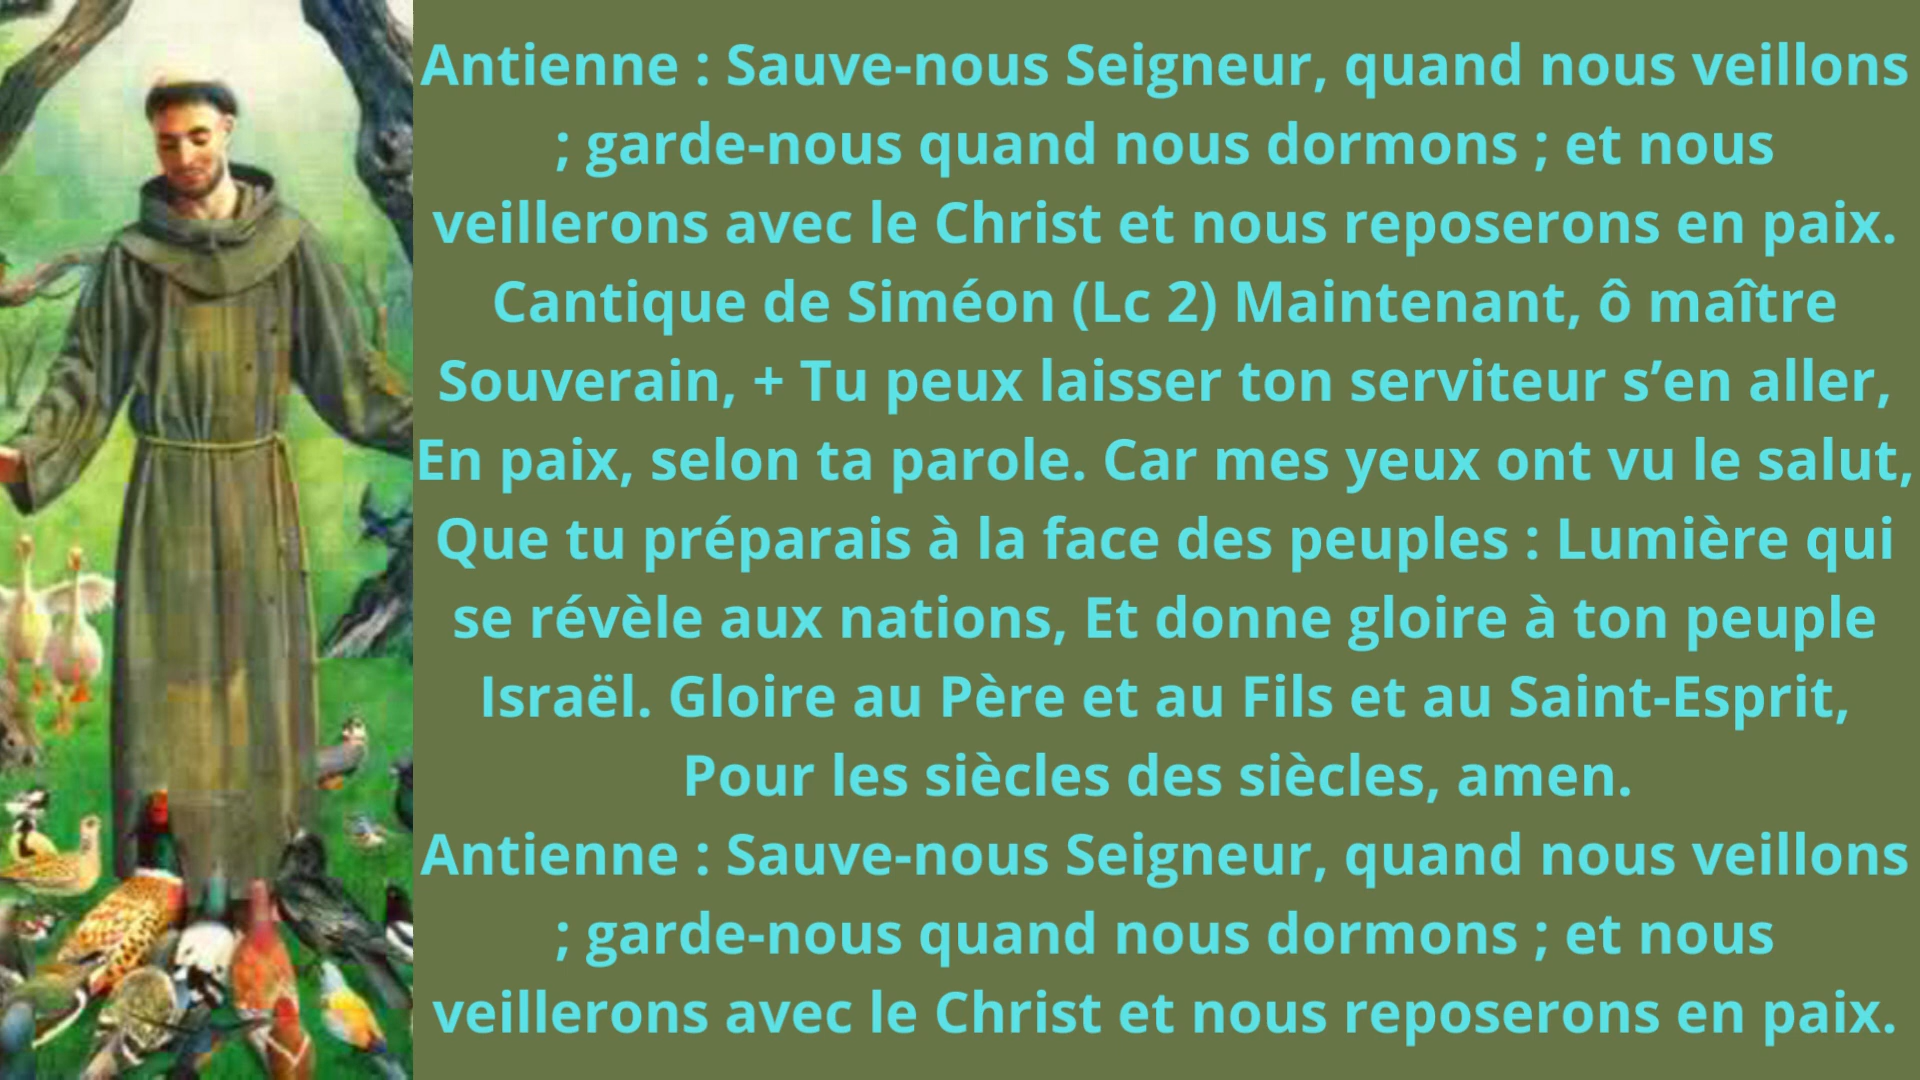 Antienne : Sauve-nous Seigneur, quand nous veillons
; garde-nous quand nous dormons ; et nous
veillerons avec le Christ et nous reposerons en paix.
Cantique de Siméon (Lc 2) Maintenant, ô maître
Souverain, + Tu peux laisser ton serviteur s’en aller,
En paix, selon ta parole. Car mes yeux ont vu le salut,
Que tu préparais à la face des peuples : Lumière qui
se révèle aux nations, Et donne gloire à ton peuple
Israël. Gloire au Père et au Fils et au Saint-Esprit,
Pour les siècles des siècles, amen.
Antienne : Sauve-nous Seigneur, quand nous veillons
; garde-nous quand nous dormons ; et nous
veillerons avec le Christ et nous reposerons en paix.